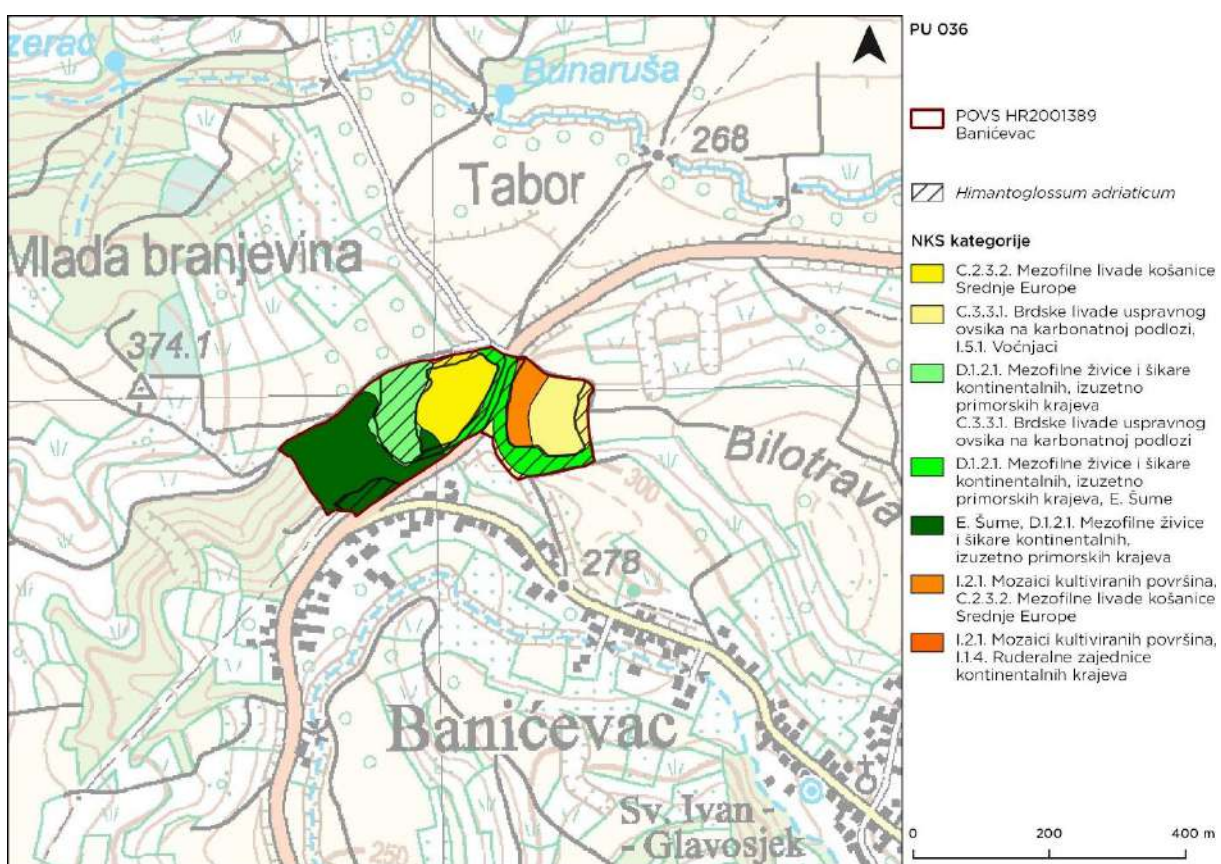 zerac
Bunaruša
268
Tabor
Mlada branjevina
374.1
Bilotrava
300
278
Banićevac
Sv. Ivan -
- Glavosjek
250
PU 036
POVS HR2001389
Banićevac
Himantoglossum adriaticum
NKS kategorije
C.2.3.2. Mezofilne livade košanice
Srednje Europe
C.3.3.1. Brdske livade uspravnog
ovsika na karbonatnoj podlozi,
I.5.1. Voćnjaci
D.1.2.1. Mezofilne živice i šikare
kontinentalnih, izuzetno
primorskih krajeva
C.3.3.1. Brdske livade uspravnog
ovsika na karbonatnoj podlozi
D.1.2.1. Mezofilne živice i šikare
kontinentalnih, izuzetno
primorskih krajeva, E. Šume
E. Šume, D.1.2.1. Mezofilne živice
i šikare kontinentalnih,
izuzetno primorskih krajeva
I.2.1. Mozaici kultiviranih površina,
C.2.3.2. Mezofilne livade košanice
Srednje Europe
I.2.1. Mozaici kultiviranih površina,
I.1.4. Ruderalne zajednice
kontinentalnih krajeva
0 200 400 m